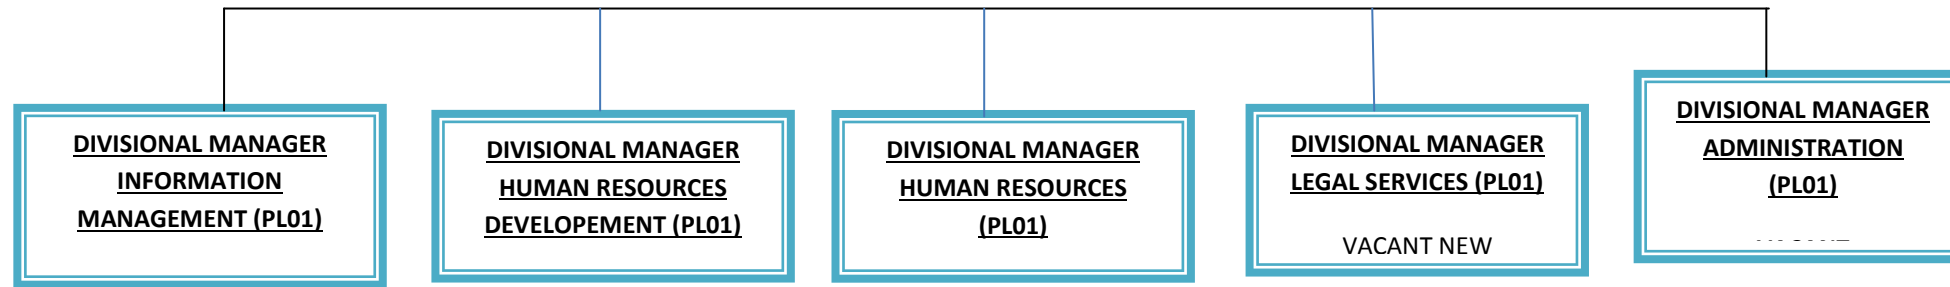 DIVISIONAL MANAGER
INFORMATION
MANAGEMENT (PL01)
DIVISIONAL MANAGER
HUMAN RESOURCES
DEVELOPEMENT (PL01)
DIVISIONAL MANAGER
HUMAN RESOURCES
(PL01)
DIVISIONAL MANAGER
LEGAL SERVICES (PL01)
VACANT NEW
DIVISIONAL MANAGER
ADMINISTRATION
(PL01)